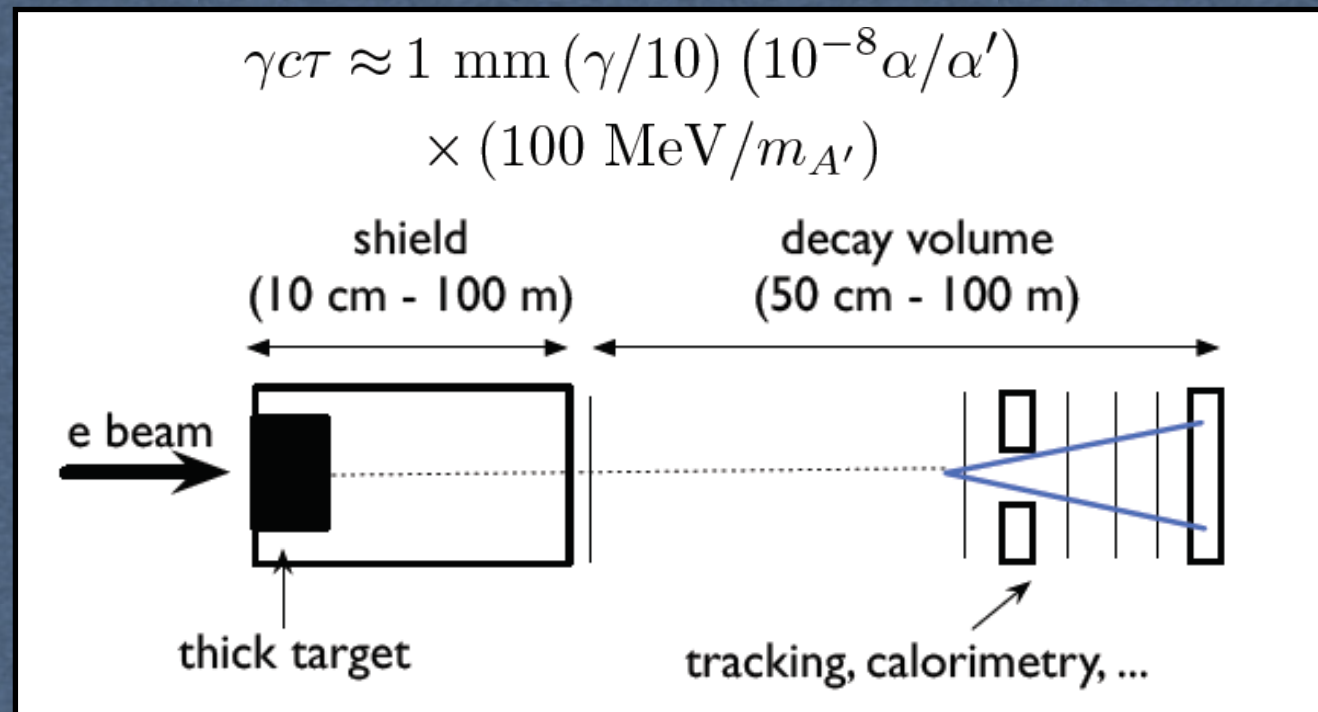 γcτ ≈ 1 mm (γ/10) (10⁻⁸α/α′)
× (100 MeV/m_{A′})
shield
(10 cm - 100 m)
decay volume
(50 cm - 100 m)
e beam
thick target
tracking, calorimetry, ...